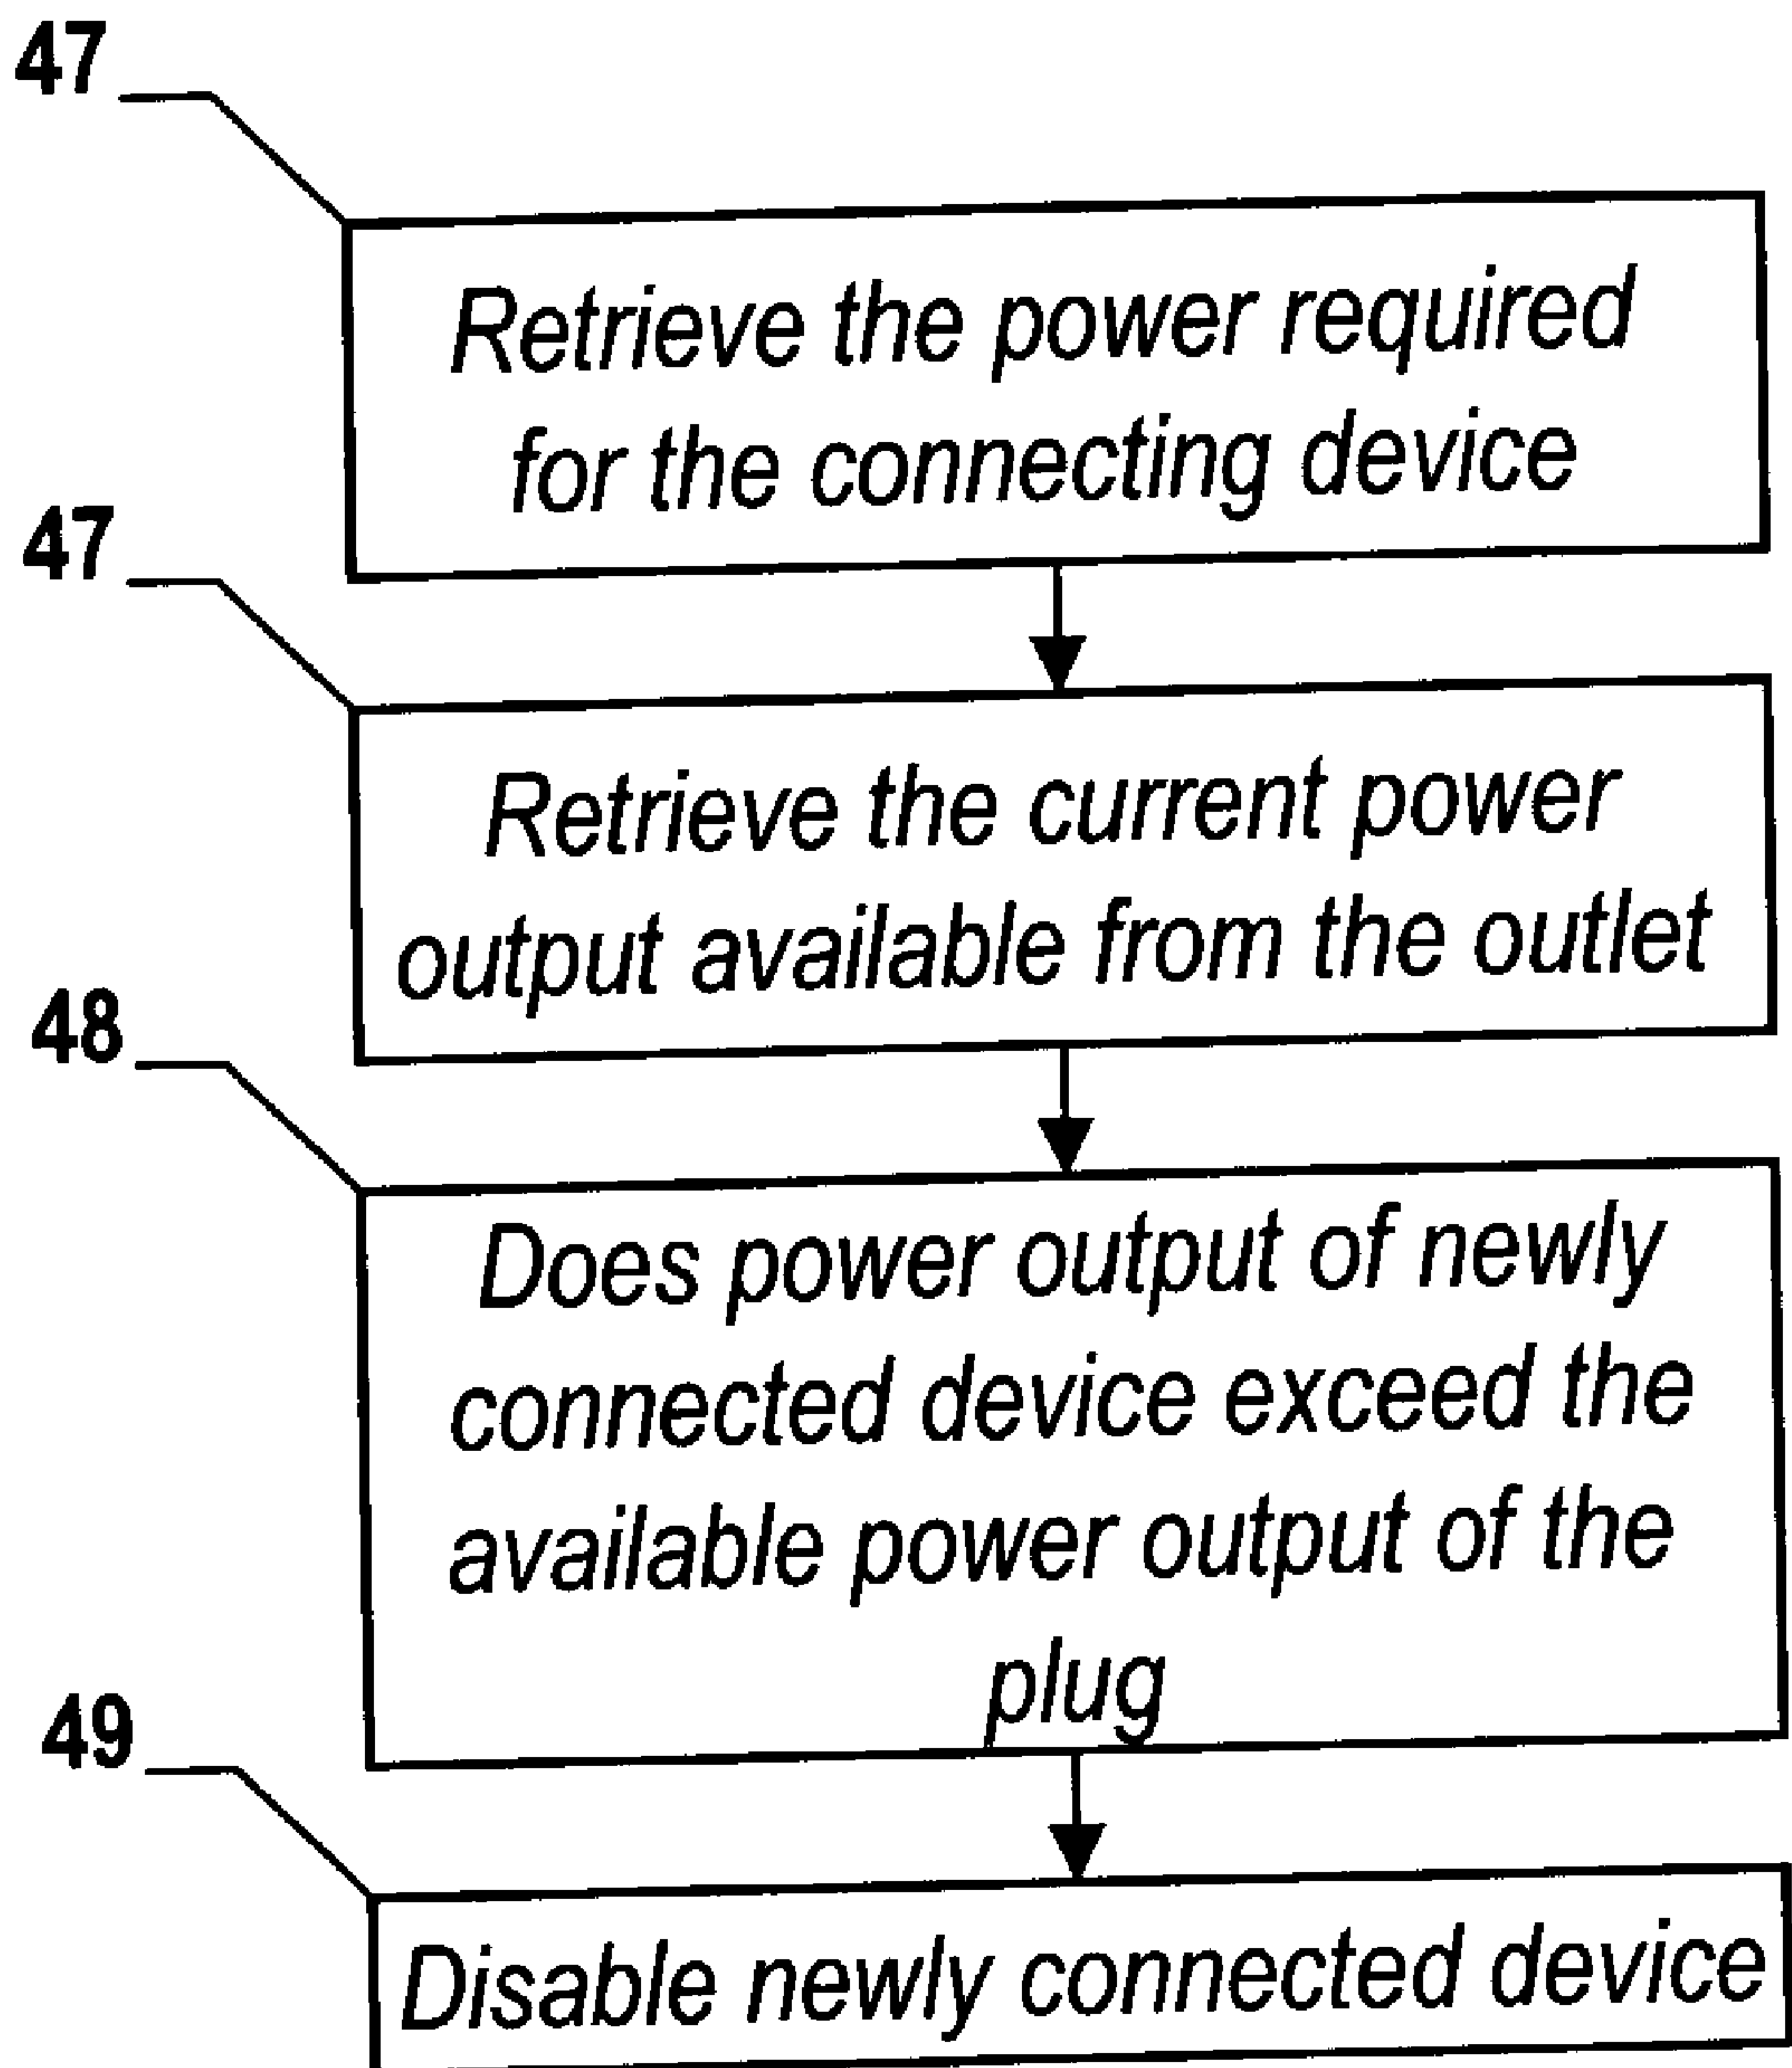 47
Retrieve the power required
for the connecting device
47
Retrieve the current power
output available from the outlet
48
Does power output of newly
connected device exceed the
available power output of the
plug
49
Disable newly connected device